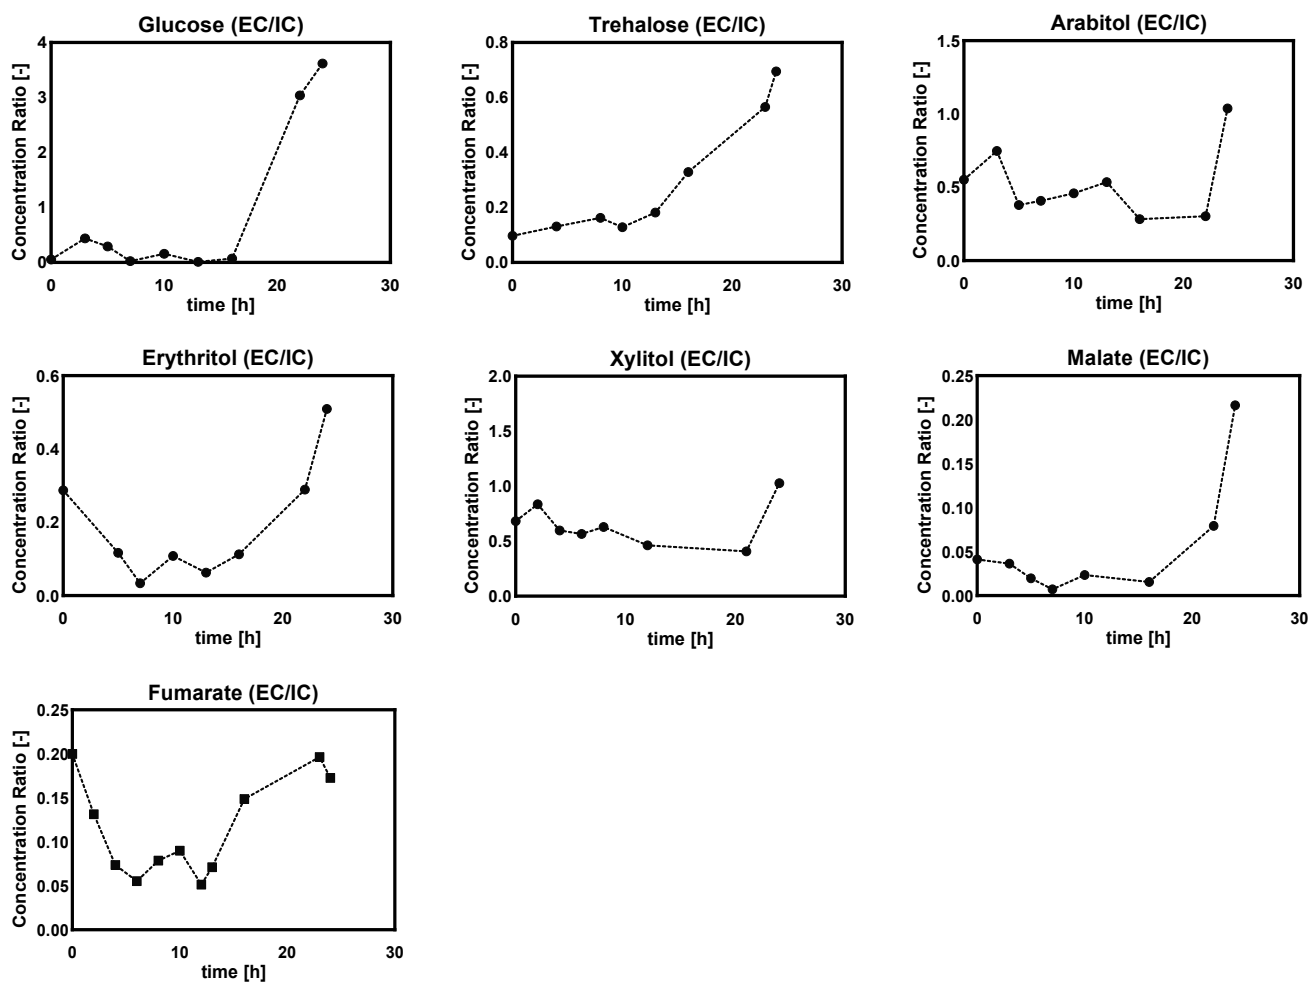 Glucose (EC/IC)
Concentration Ratio [-]
4
3
2
1
0
0 10 20 30
time [h]
Trehalose (EC/IC)
Concentration Ratio [-]
0.8
0.6
0.4
0.2
0.0
0 10 20 30
time [h]
Arabitol (EC/IC)
Concentration Ratio [-]
1.5
1.0
0.5
0.0
0 10 20 30
time [h]
Erythritol (EC/IC)
Concentration Ratio [-]
0.6
0.4
0.2
0.0
0 10 20 30
time [h]
Xylitol (EC/IC)
Concentration Ratio [-]
2.0
1.5
1.0
0.5
0.0
0 10 20 30
time [h]
Malate (EC/IC)
Concentration Ratio [-]
0.25
0.20
0.15
0.10
0.05
0.00
0 10 20 30
time [h]
Fumarate (EC/IC)
Concentration Ratio [-]
0.25
0.20
0.15
0.10
0.05
0.00
0 10 20 30
time [h]